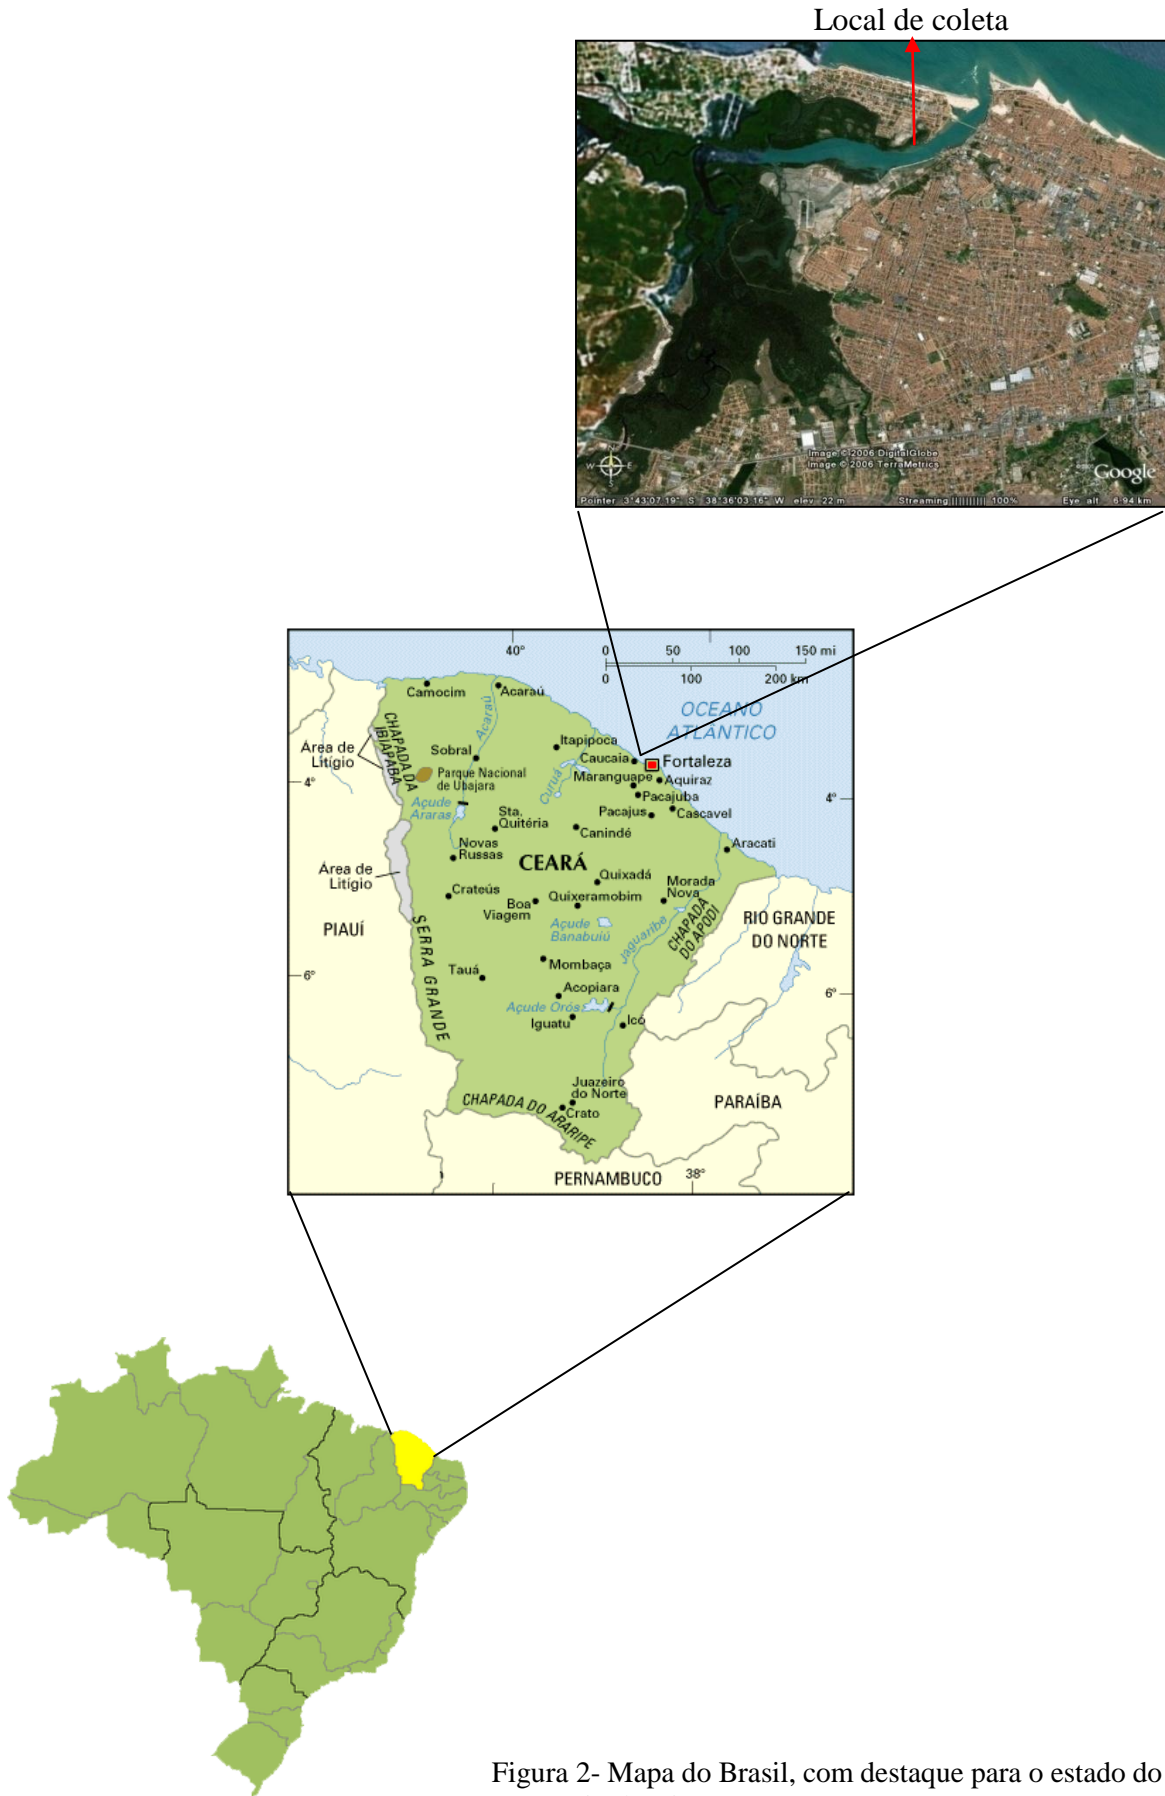 Local de coleta
Image © 2006 DigitalGlobe
Image © 2006 TerraMetrics
W E
Google
Pointer 3°43'07.19" S 38°36'03.16" W elev 22 m Streaming |||||||||| 100% Eye alt 6.94 km
40°
0 50 100 150 mi
0 100 200 km
Camocim
Acaraú
Acaraú
OCEANO
ATLÂNTICO
CHAPADA DA
IBIAPABA
Área de
Litígio
Itapipoca
Sobral
Caucaia
Fortaleza
Parque Nacional
de Ubajara
Curuá
Maranguape
Aquiraz
4°
Pacajuba
4°
Açude
Araras
Sta.
Quitéria
Pacajus
Cascavel
Canindé
Novas
Russas
Aracati
CEARÁ
Área de
Litígio
Quixadá
Crateús
Morada
Nova
Boa
Viagem
Quixeramobim
PIAUÍ
SERRA GRANDE
Açude
Banabuiú
Jaguaribe
CHAPADA
DO APODI
RIO GRANDE
DO NORTE
Mombaça
Tauá
6°
Acopiara
6°
Açude Orós
Iguatu
Icó
Juazeiro
do Norte
CHAPADA DO ARARIPE
Crato
PARAÍBA
PERNAMBUCO
38°
Figura 2- Mapa do Brasil, com destaque para o estado do